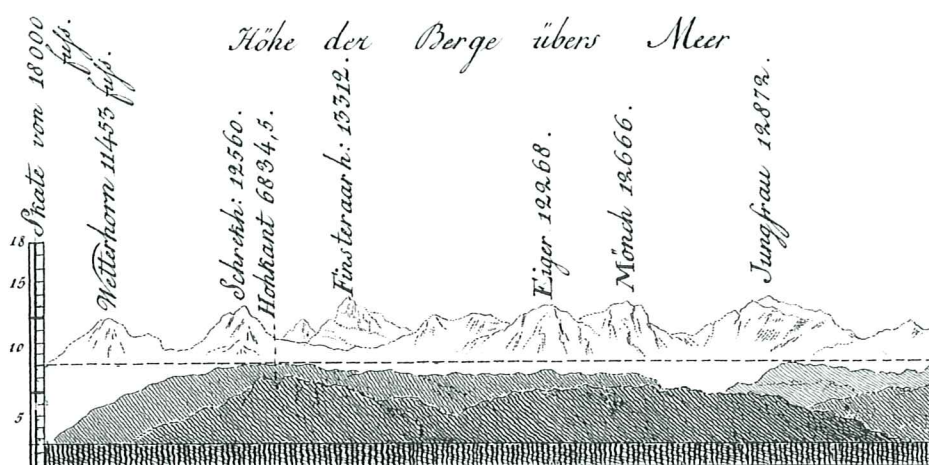 Höhe der Berge übers Meer
Skale von 18000 fuß.
Wetterhorn 11453 fuß.
Schrekh: 12560.
Hohkant 6834,5.
Finsteraarh: 13312.
Eiger 12268.
Mönch 12666.
Jungfrau 12872.
18
15
10
5